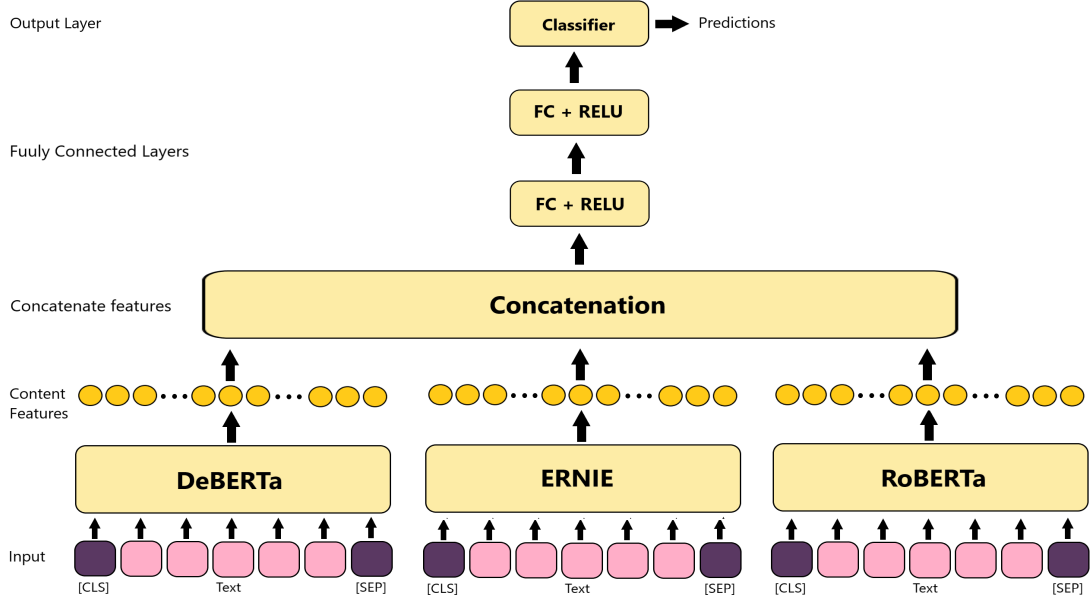 Output Layer
Classifier
Predictions
FC + RELU
Fuuly Connected Layers
FC + RELU
Concatenate features
Concatenation
Content
Features
DeBERTa
ERNIE
RoBERTa
Input
[CLS]
Text
[SEP]
[CLS]
Text
[SEP]
[CLS]
Text
[SEP]